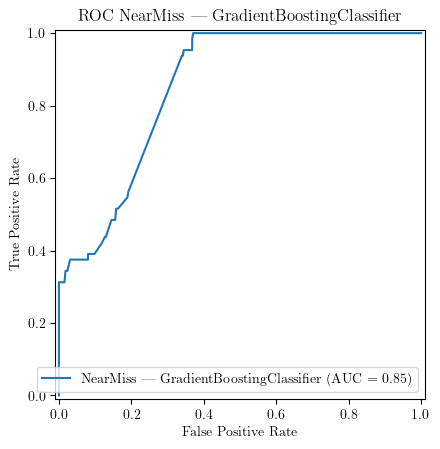 ROC NearMiss — GradientBoostingClassifier
1.0
0.8
0.6
0.4
0.2
0.0
True Positive Rate
NearMiss — GradientBoostingClassifier (AUC = 0.85)
0.0 0.2 0.4 0.6 0.8 1.0
False Positive Rate